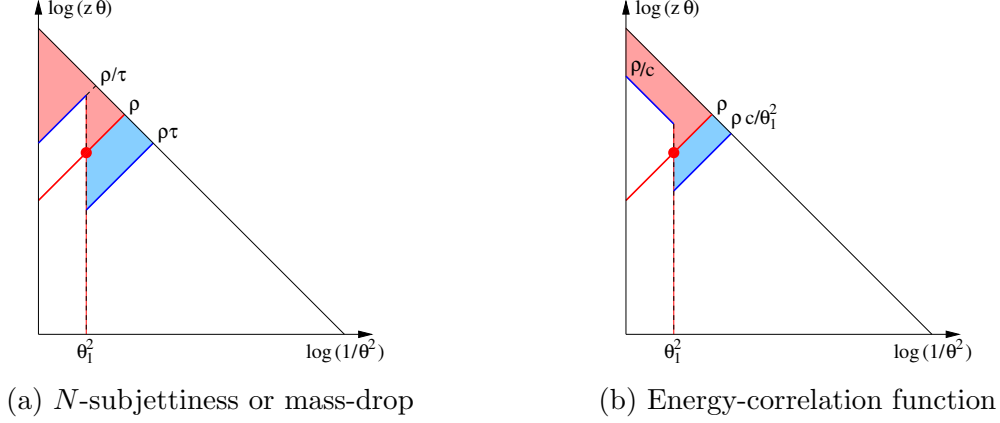 log (z θ)
ρ/τ
ρ
ρτ
θ₁²
log (1/θ²)
(a) N-subjettiness or mass-drop
log (z θ)
ρ/c
ρ
ρ c/θ₁²
θ₁²
log (1/θ²)
(b) Energy-correlation function